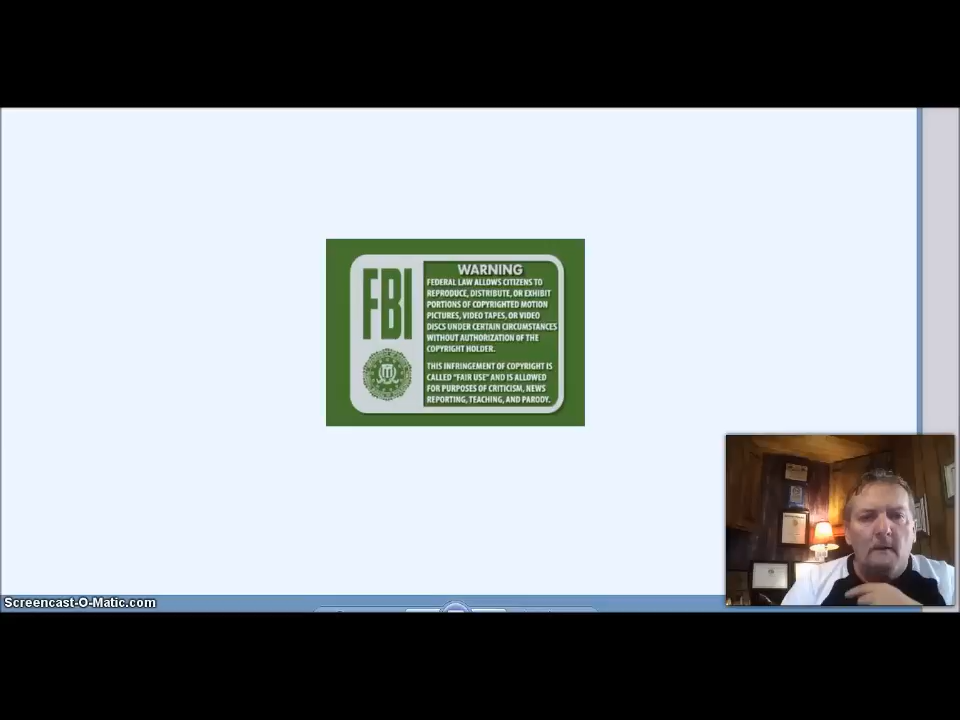 FBI
WARNING
FEDERAL LAW ALLOWS CITIZENS TO
REPRODUCE, DISTRIBUTE, OR EXHIBIT
PORTIONS OF COPYRIGHTED MOTION
PICTURES, VIDEO TAPES, OR VIDEO
DISCS UNDER CERTAIN CIRCUMSTANCES
WITHOUT AUTHORIZATION OF THE
COPYRIGHT HOLDER.
THIS INFRINGEMENT OF COPYRIGHT IS
CALLED "FAIR USE" AND IS ALLOWED
FOR PURPOSES OF CRITICISM, NEWS
REPORTING, TEACHING, AND PARODY.
Screencast-O-Matic.com